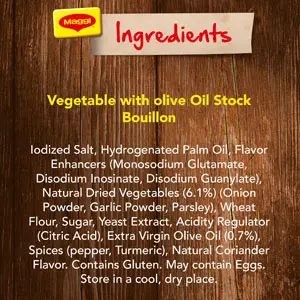 Maggi
Ingredients
Vegetable with olive Oil Stock
Bouillon
Iodized Salt, Hydrogenated Palm Oil, Flavor
Enhancers (Monosodium Glutamate,
Disodium Inosinate, Disodium Guanylate),
Natural Dried Vegetables (6.1%) (Onion
Powder, Garlic Powder, Parsley), Wheat
Flour, Sugar, Yeast Extract, Acidity Regulator
(Citric Acid), Extra Virgin Olive Oil (0.7%),
Spices (pepper, Turmeric), Natural Coriander
Flavor. Contains Gluten. May contain Eggs.
Store in a cool, dry place.